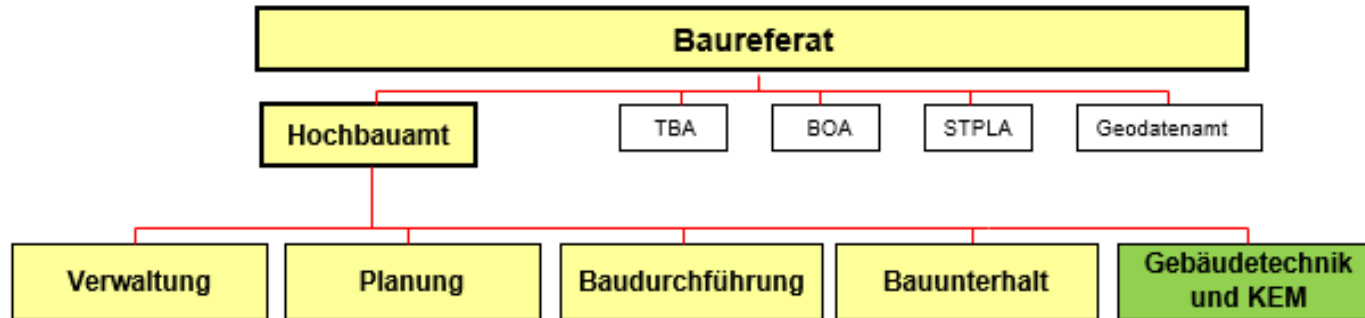 Baureferat
Hochbauamt
TBA
BOA
STPLA
Geodatenamt
Verwaltung
Planung
Baudurchführung
Bauunterhalt
Gebäudetechnik
und KEM